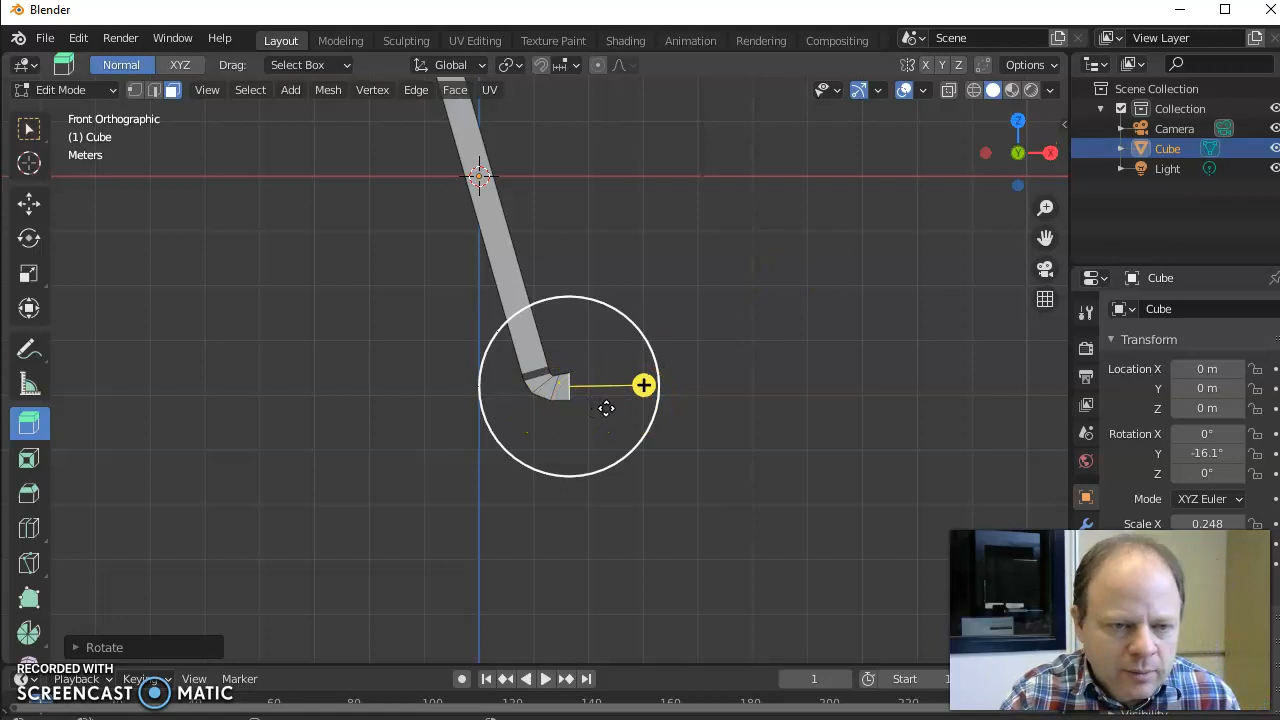 Blender
File Edit Render Window Help Layout Modeling Sculpting UV Editing Texture Paint Shading Animation Rendering Compositing Scene View Layer
Normal XYZ Drag: Select Box Global X Y Z Options
Edit Mode View Select Add Mesh Vertex Edge Face UV
Scene Collection
Collection
Camera
Cube
Light
Front Orthographic
(1) Cube
Meters
Z
Y
X
Cube
Cube
Transform
Location X 0 m
Y 0 m
Z 0 m
Rotation X 0°
Y -16.1°
Z 0°
Mode XYZ Euler
Scale X 0.248
Rotate
RECORDED WITH
SCREENCAST MATIC
Playback Keying View Marker 1 Start